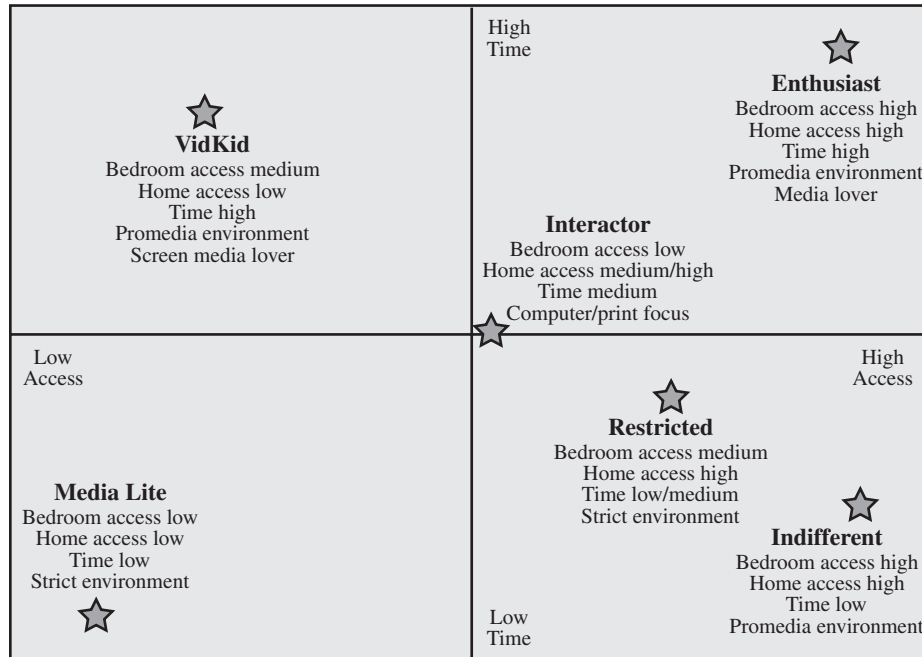 High
Time
Enthusiast
Bedroom access high
Home access high
Time high
Promedia environment
Media lover
VidKid
Bedroom access medium
Home access low
Time high
Promedia environment
Screen media lover
Interactor
Bedroom access low
Home access medium/high
Time medium
Computer/print focus
Low
Access
High
Access
Restricted
Bedroom access medium
Home access high
Time low/medium
Strict environment
Media Lite
Bedroom access low
Home access low
Time low
Strict environment
Indifferent
Bedroom access high
Home access high
Time low
Promedia environment
Low
Time